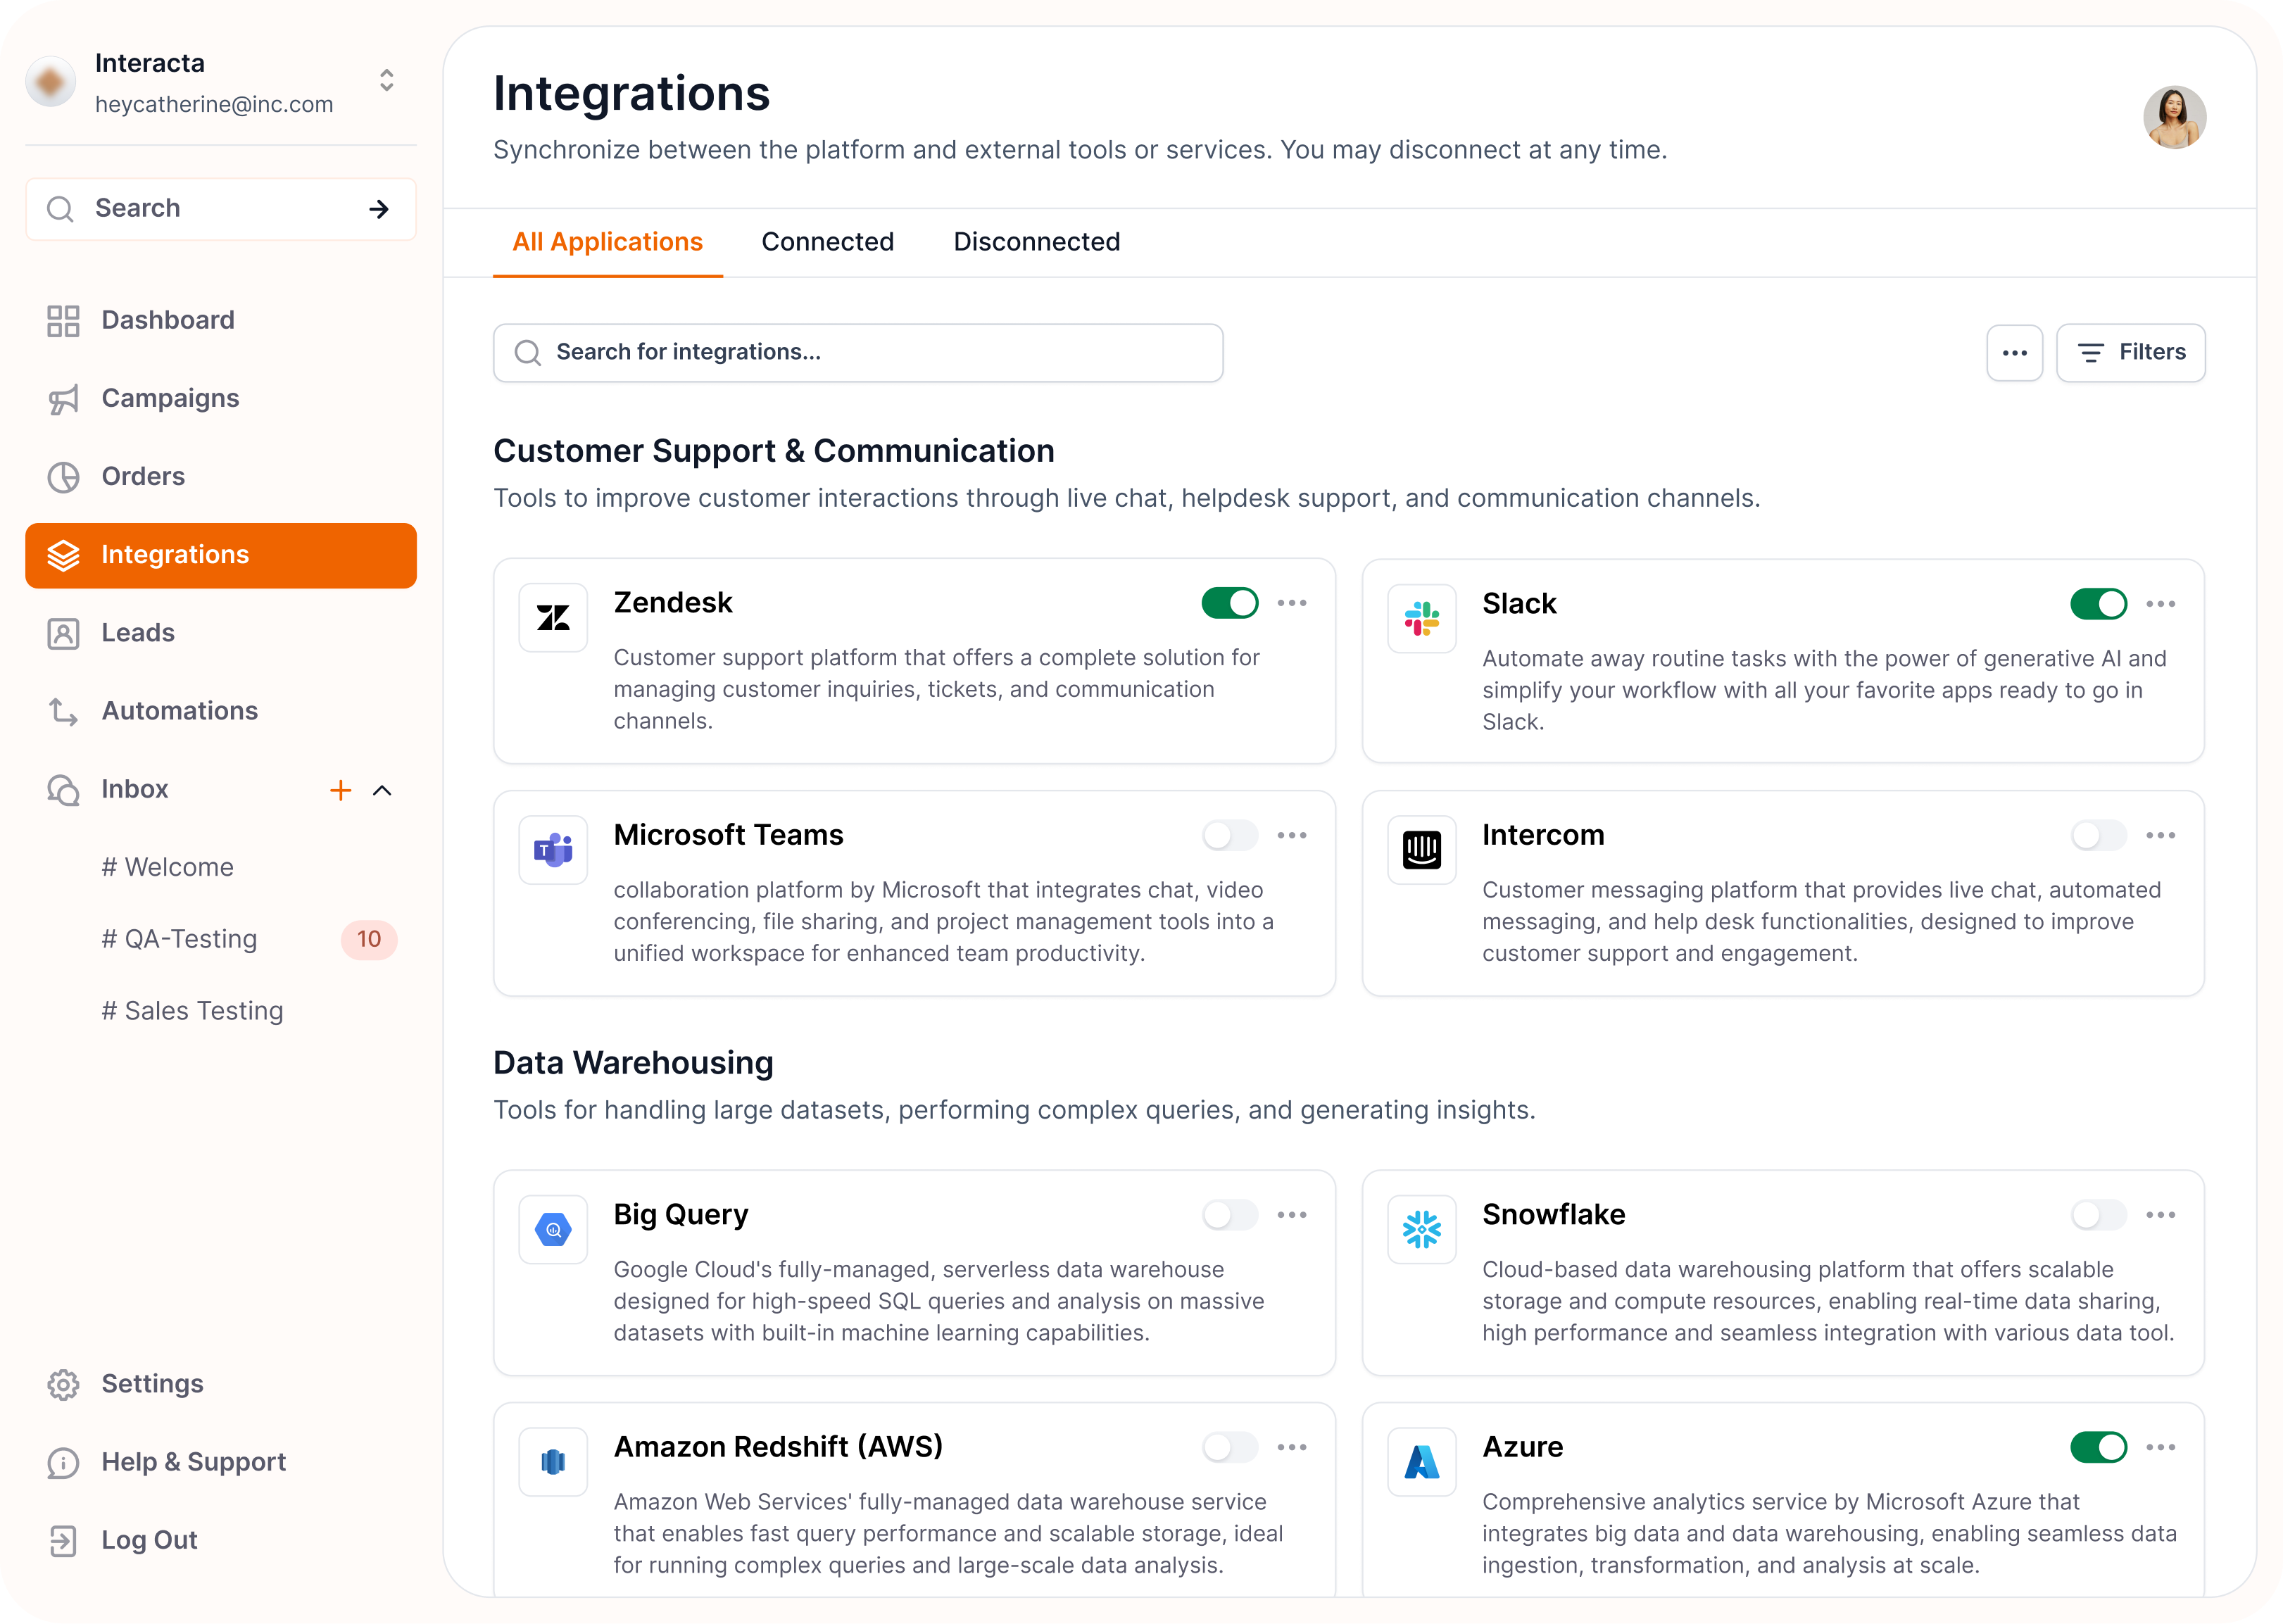 Interacta
heycatherine@inc.com
Search
Dashboard
Campaigns
Orders
Integrations
Leads
Automations
Inbox
# Welcome
# QA-Testing
10
# Sales Testing
Settings
Help & Support
Log Out
Integrations
Synchronize between the platform and external tools or services. You may disconnect at any time.
All Applications
Connected
Disconnected
Search for integrations...
Filters
Customer Support & Communication
Tools to improve customer interactions through live chat, helpdesk support, and communication channels.
Zendesk
Customer support platform that offers a complete solution for
managing customer inquiries, tickets, and communication
channels.
Slack
Automate away routine tasks with the power of generative AI and
simplify your workflow with all your favorite apps ready to go in
Slack.
T
Microsoft Teams
collaboration platform by Microsoft that integrates chat, video
conferencing, file sharing, and project management tools into a
unified workspace for enhanced team productivity.
Intercom
Customer messaging platform that provides live chat, automated
messaging, and help desk functionalities, designed to improve
customer support and engagement.
Data Warehousing
Tools for handling large datasets, performing complex queries, and generating insights.
Big Query
Google Cloud's fully-managed, serverless data warehouse
designed for high-speed SQL queries and analysis on massive
datasets with built-in machine learning capabilities.
Snowflake
Cloud-based data warehousing platform that offers scalable
storage and compute resources, enabling real-time data sharing,
high performance and seamless integration with various data tool.
Amazon Redshift (AWS)
Amazon Web Services' fully-managed data warehouse service
that enables fast query performance and scalable storage, ideal
for running complex queries and large-scale data analysis.
Azure
Comprehensive analytics service by Microsoft Azure that
integrates big data and data warehousing, enabling seamless data
ingestion, transformation, and analysis at scale.